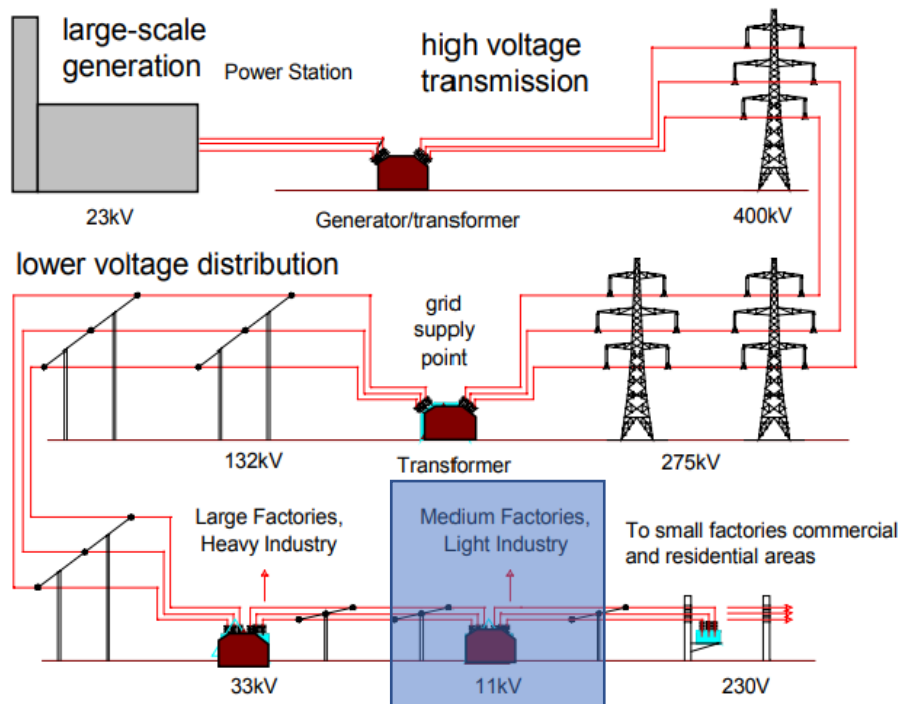 large-scale
generation
Power Station
high voltage
transmission
23kV
Generator/transformer
400kV
lower voltage distribution
grid
supply
point
132kV
Transformer
275kV
Large Factories,
Heavy Industry
Medium Factories,
Light Industry
To small factories commercial
and residential areas
33kV
11kV
230V